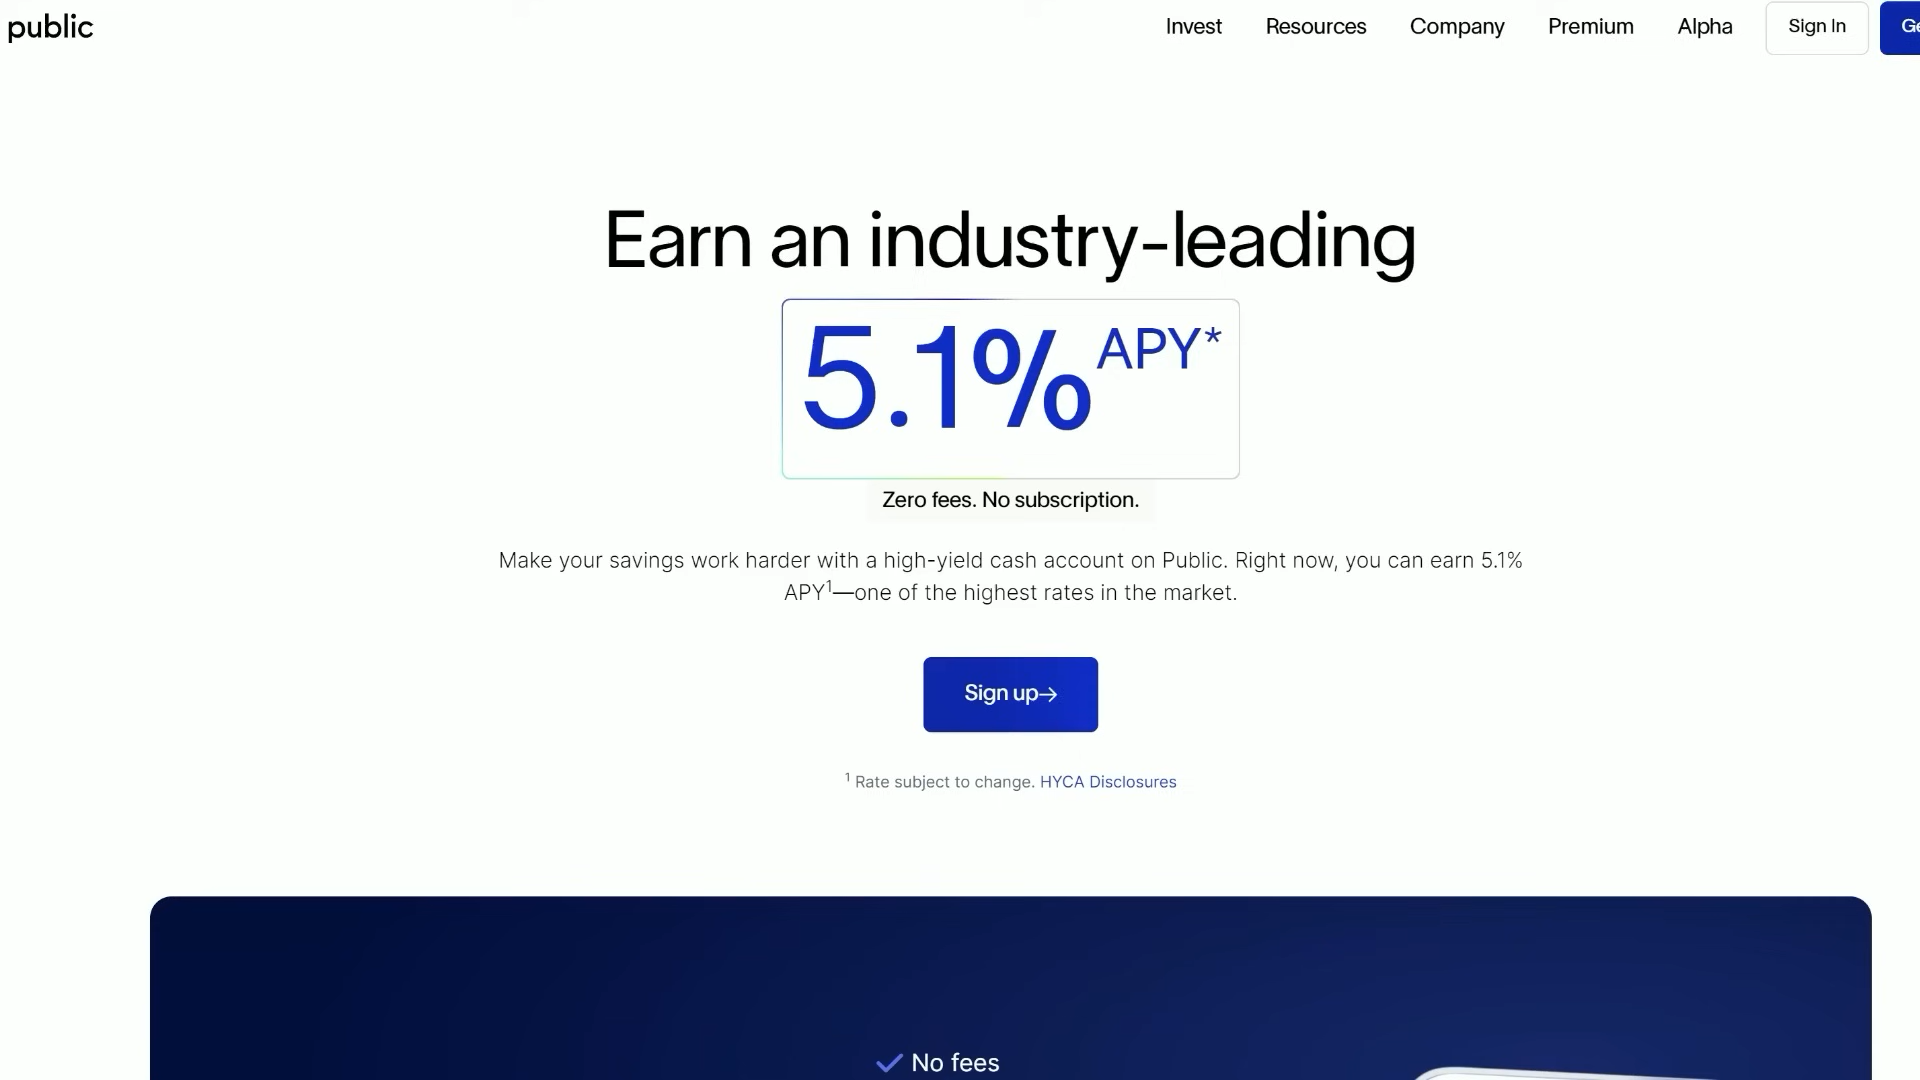 public
Invest Resources Company Premium Alpha Sign In
Earn an industry-leading
5.1% APY*
Zero fees. No subscription.
Make your savings work harder with a high-yield cash account on Public. Right now, you can earn 5.1%
APY¹—one of the highest rates in the market.
Sign up→
¹ Rate subject to change. HYCA Disclosures
No fees